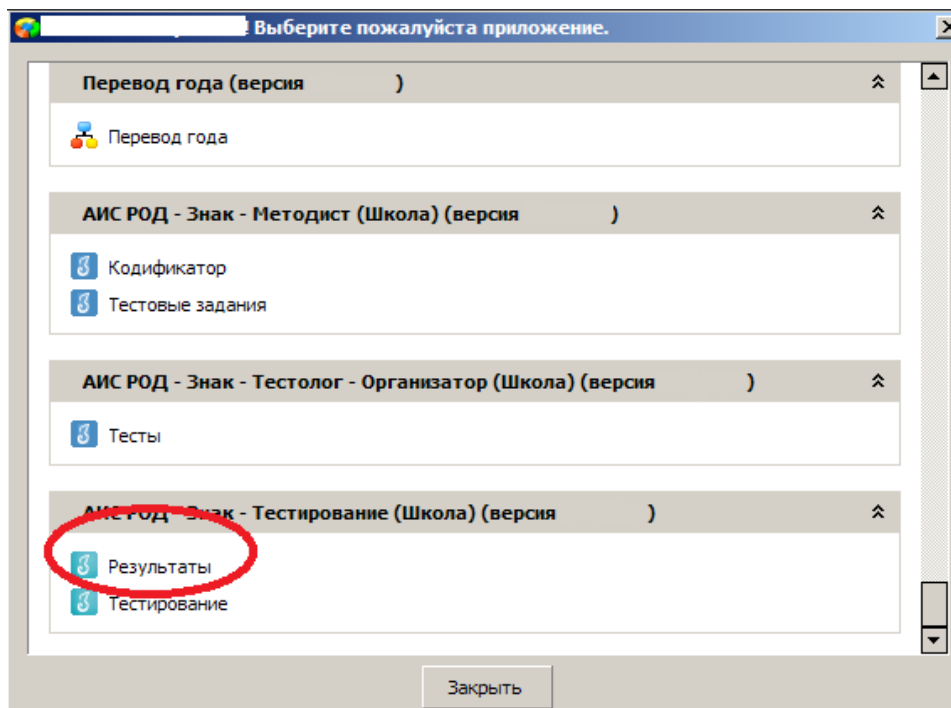 ! Выберите пожалуйста приложение.
Перевод года (версия )
Перевод года
АИС РОД - Знак - Методист (Школа) (версия )
Кодификатор
Тестовые задания
АИС РОД - Знак - Тестолог - Организатор (Школа) (версия )
Тесты
АИС РОД - Знак - Тестирование (Школа) (версия )
Результаты
Тестирование
Закрыть